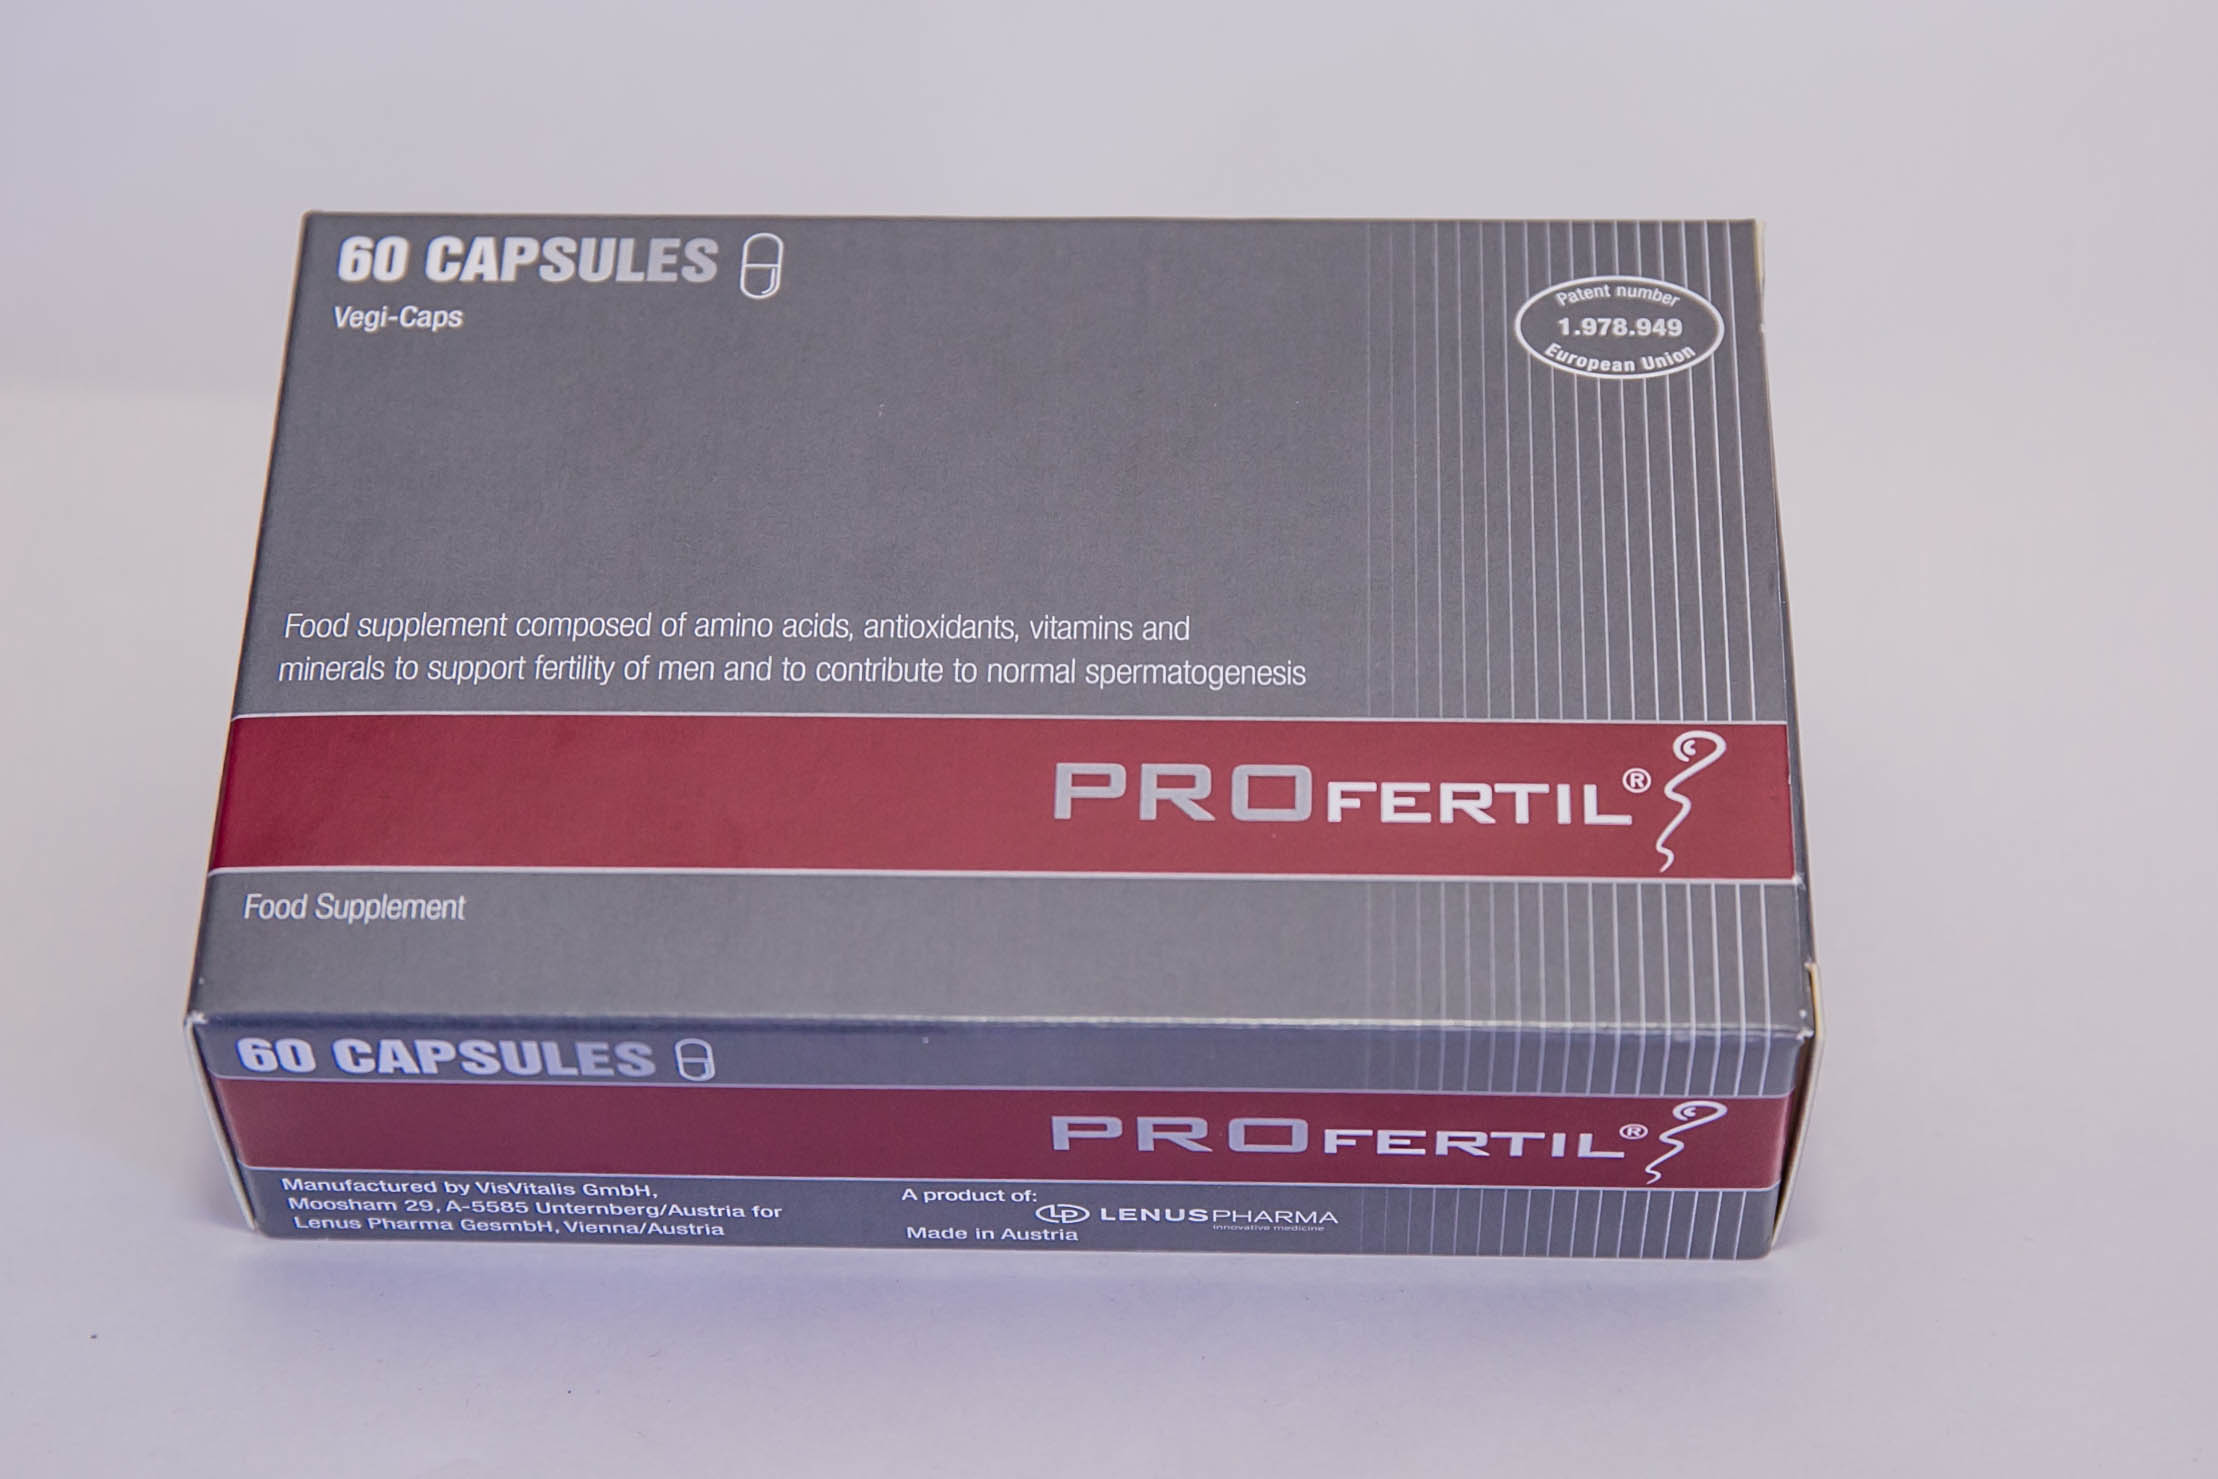 60 CAPSULES
Vegi-Caps
Patent number
1.978.949
European Union
Food supplement composed of amino acids, antioxidants, vitamins and
minerals to support fertility of men and to contribute to normal spermatogenesis
PROFERTIL®
Food Supplement
60 CAPSULES
PROFERTIL®
Manufactured by VisVitalis GmbH,
Moosham 29, A-5585 Unternberg/Austria for
Lenus Pharma GesmbH, Vienna/Austria
A product of:
LP LENUSPHARMA
innovative medicine
Made in Austria